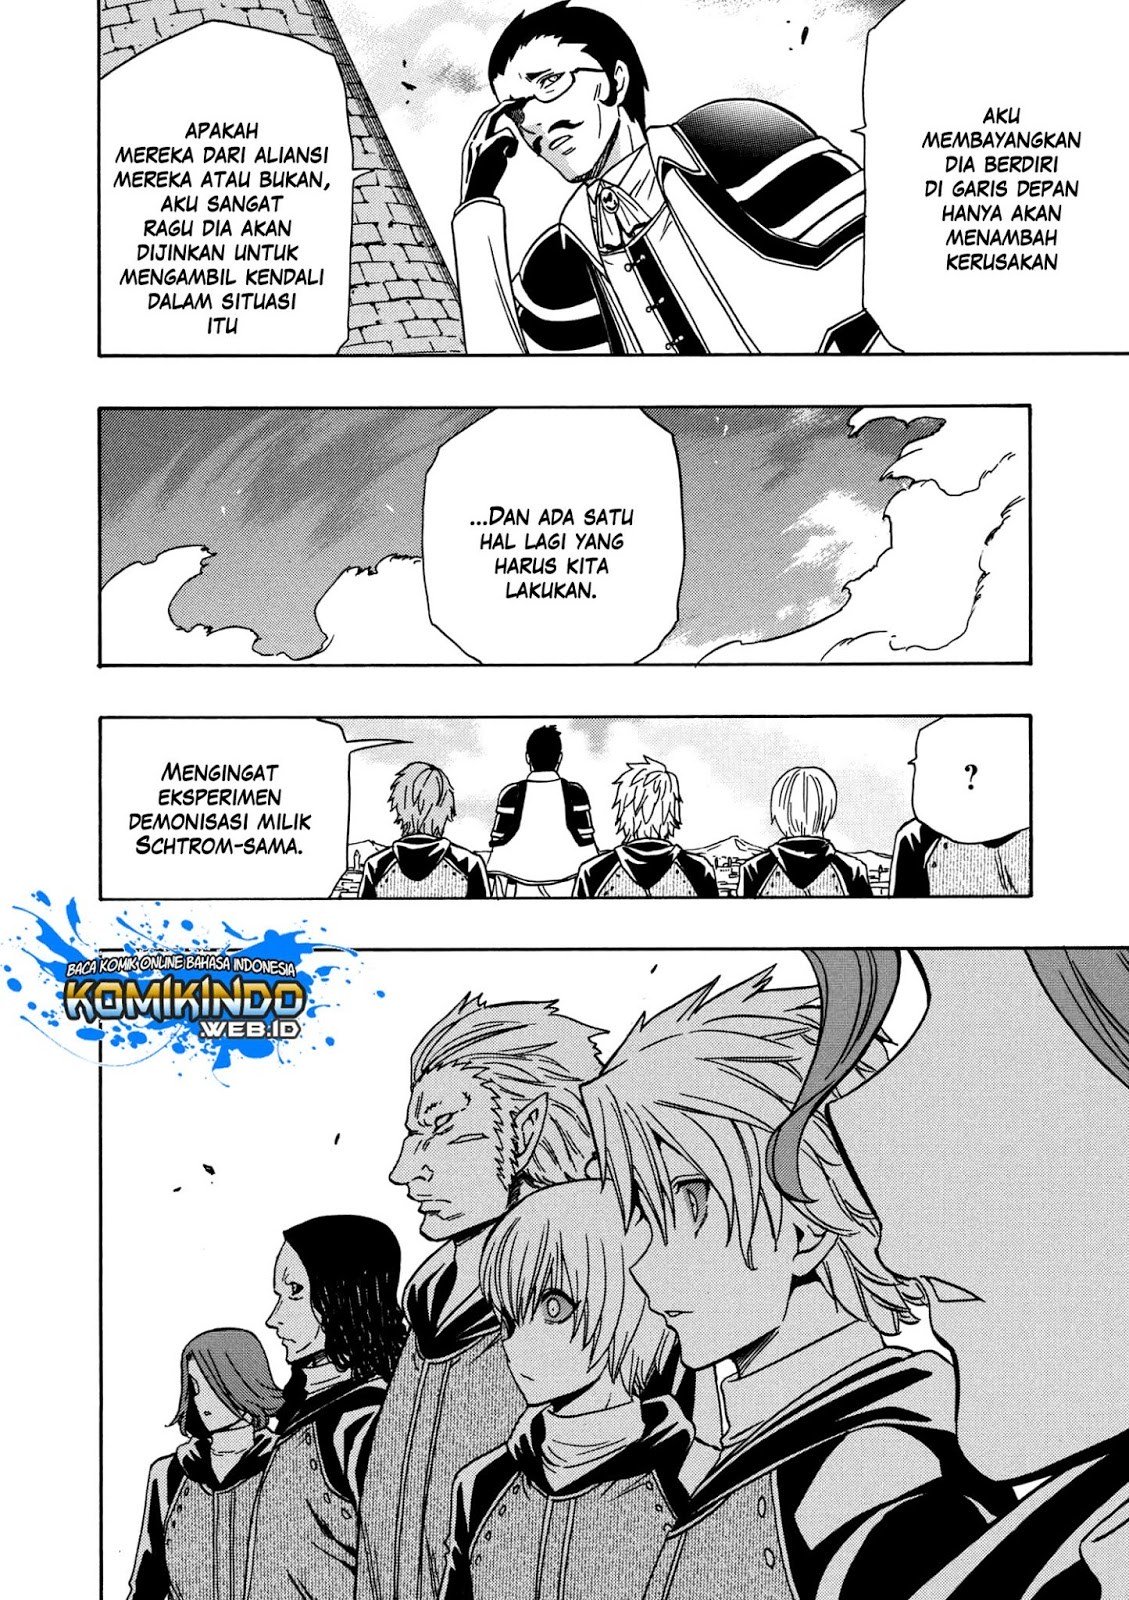 AKU
MEMBAYANGKAN
DIA BERDIRI
DI GARIS DEPAN
HANYA AKAN
MENAMBAH
KERUSAKAN
APAKAH
MEREKA DARI ALIANSI
MEREKA ATAU BUKAN,
AKU SANGAT
RAGU DIA AKAN
DIJINKAN UNTUK
MENGAMBIL KENDALI
DALAM SITUASI
ITU
...DAN ADA SATU
HAL LAGI YANG
HARUS KITA
LAKUKAN.
?
MENGINGAT
EKSPERIMEN
DEMONISASI MILIK
SCHTROM-SAMA.
BACA KOMIK ONLINE BAHASA INDONESIA
KOMIKINDO
.WEB.ID